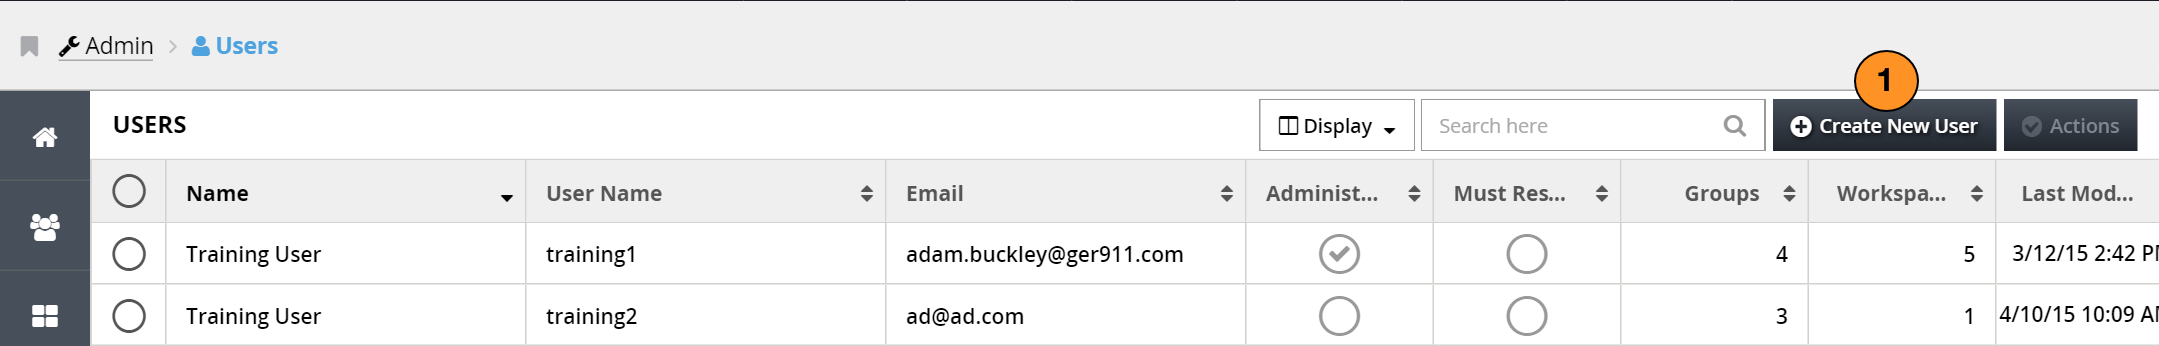 Admin > Users
1
USERS Display Search here Create New User Actions
Name User Name Email Administ... Must Res... Groups Workspa... Last Mod...
Training User training1 adam.buckley@ger911.com 4 5 3/12/15 2:42
Training User training2 ad@ad.com 3 1 4/10/15 10:09